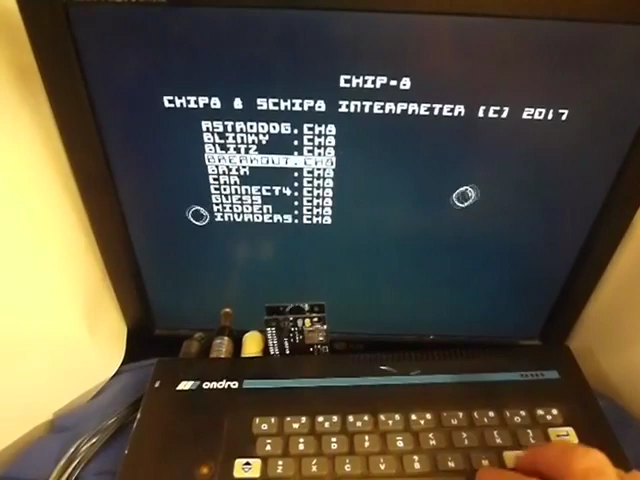 CHIP-8
CHIP8 & SCHIP8 INTERPRETER (C) 2017
ASTRODDG.CH8
BLINKY .CH8
BLITZ .CH8
BREAKOUT.CH8
BRIX .CH8
CAR .CH8
CONNECT4.CH8
GUESS .CH8
HIDDEN .CH8
INVADERS.CH8
ondra
Q W E R T Y U I O P
A S D F G
Z X C V B N M